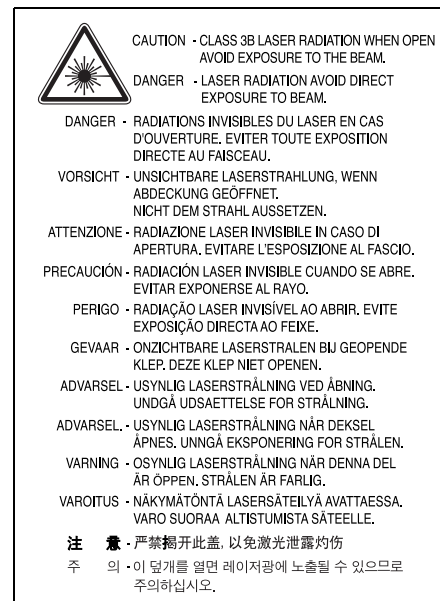 CAUTION - CLASS 3B LASER RADIATION WHEN OPEN
AVOID EXPOSURE TO THE BEAM.
DANGER - LASER RADIATION AVOID DIRECT
EXPOSURE TO BEAM.
DANGER - RADIATIONS INVISIBLES DU LASER EN CAS
D'OUVERTURE. EVITER TOUTE EXPOSITION
DIRECTE AU FAISCEAU.
VORSICHT - UNSICHTBARE LASERSTRAHLUNG, WENN
ABDECKUNG GEÖFFNET.
NICHT DEM STRAHL AUSSETZEN.
ATTENZIONE - RADIAZIONE LASER INVISIBILE IN CASO DI
APERTURA. EVITARE L'ESPOSIZIONE AL FASCIO.
PRECAUCIÓN - RADIACIÓN LASER INVISIBLE CUANDO SE ABRE.
EVITAR EXPONERSE AL RAYO.
PERIGO - RADIAÇÃO LASER INVISÍVEL AO ABRIR. EVITE
EXPOSIÇÃO DIRECTA AO FEIXE.
GEVAAR - ONZICHTBARE LASERSTRALEN BIJ GEOPENDE
KLEP. DEZE KLEP NIET OPENEN.
ADVARSEL - USYNLIG LASERSTRÅLNING VED ÅBNING.
UNDGÅ UDSAETTELSE FOR STRÅLNING.
ADVARSEL. - USYNLIG LASERSTRÅLNING NÅR DEKSEL
ÅPNES. UNNGÅ EKSPONERING FOR STRÅLEN.
VARNING - OSYNLIG LASERSTRÅLNING NÄR DENNA DEL
ÄR ÖPPEN. STRÅLEN ÄR FARLIG.
VAROITUS - NÄKYMÄTÖNTÄ LASERSÄTEILYÄ AVATTAESSA.
VARO SUORAA ALTISTUMISTA SÄTEELLE.
注 意 - 严禁揭开此盖, 以免激光泄露灼伤
주 의 - 이 덮개를 열면 레이저광에 노출될 수 있으므로
주의하십시오.